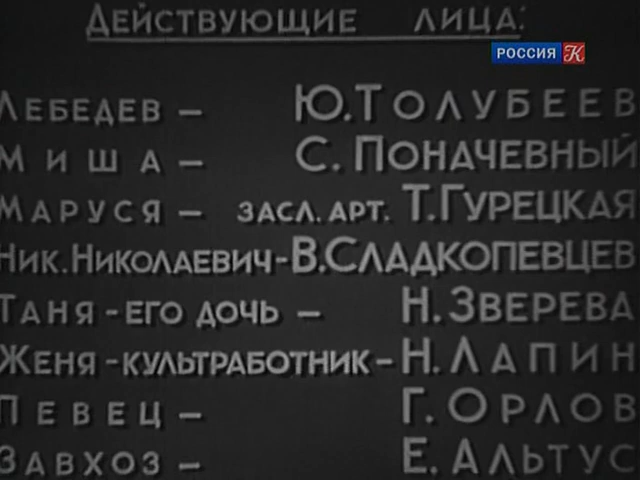 Действующие лица:
РОССИЯ К
Лебедев – Ю. Толубеев
Миша – С. Поначевный
Маруся – засл. арт. Т. Гурецкая
Ник. Николаевич - В. Сладкопевцев
Таня - его дочь – Н. Зверева
Женя - культработник – Н. Лапин
Певец – Г. Орлов
Завхоз – Е. Альтус